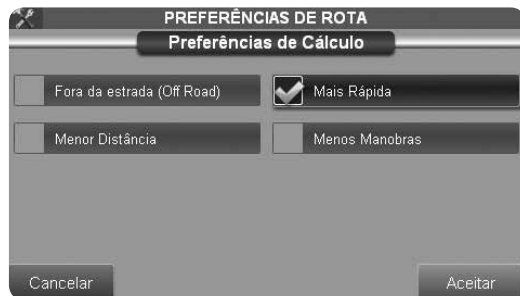 PREFERÊNCIAS DE ROTA
Preferências de Cálculo
Fora da estrada (Off Road)
Mais Rápida
Menor Distância
Menos Manobras
Cancelar
Aceitar